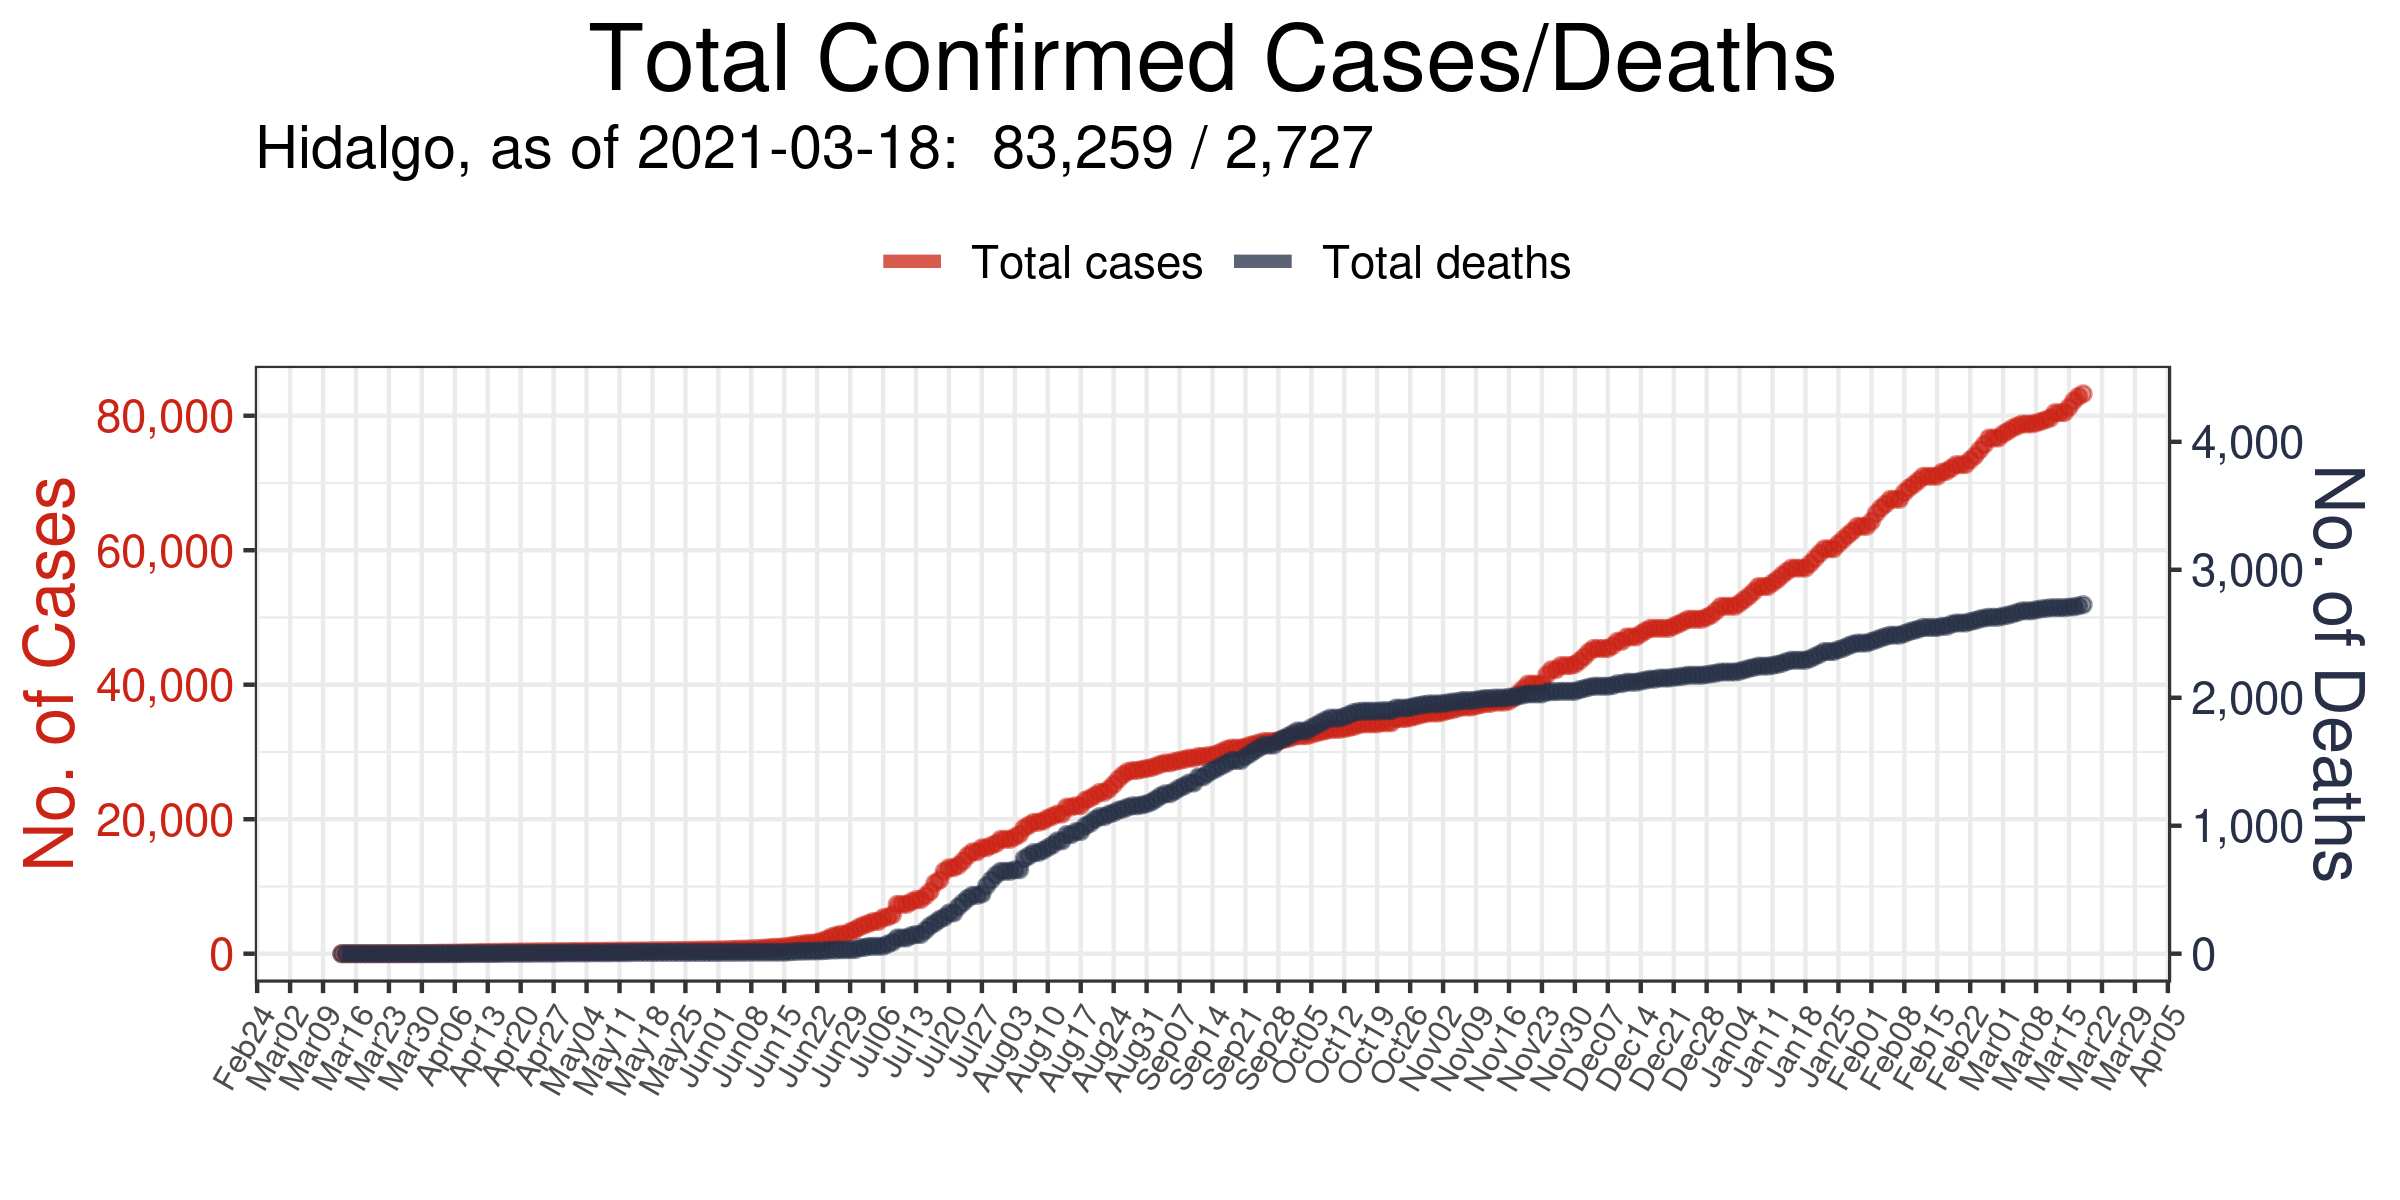 Total Confirmed Cases/Deaths
Hidalgo, as of 2021-03-18:  83,259 / 2,727
Total cases
Total deaths
No. of Cases
80,000
60,000
40,000
20,000
0
4,000
3,000
2,000
1,000
0
No. of Deaths
Feb24
Mar02
Mar09
Mar16
Mar23
Mar30
Apr06
Apr13
Apr20
Apr27
May04
May11
May18
May25
Jun01
Jun08
Jun15
Jun22
Jun29
Jul06
Jul13
Jul20
Jul27
Aug03
Aug10
Aug17
Aug24
Aug31
Sep07
Sep14
Sep21
Sep28
Oct05
Oct12
Oct19
Oct26
Nov02
Nov09
Nov16
Nov23
Nov30
Dec07
Dec14
Dec21
Dec28
Jan04
Jan11
Jan18
Jan25
Feb01
Feb08
Feb15
Feb22
Mar01
Mar08
Mar15
Mar22
Mar29
Apr05